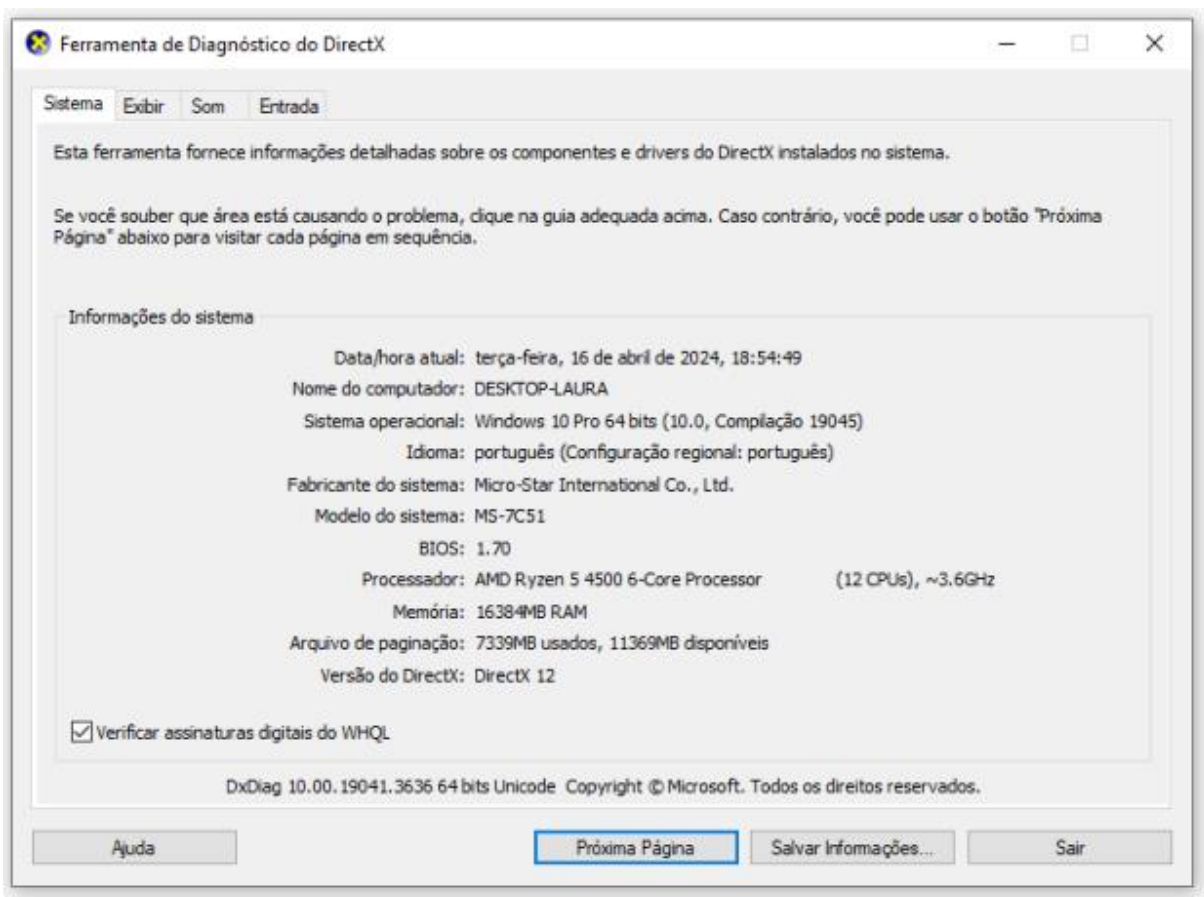 Ferramenta de Diagnóstico do DirectX
Sistema Exibir Som Entrada
Esta ferramenta fornece informações detalhadas sobre os componentes e drivers do DirectX instalados no sistema.
Se você souber que área está causando o problema, clique na guia adequada acima. Caso contrário, você pode usar o botão "Próxima
Página" abaixo para visitar cada página em sequência.
Informações do sistema
Data/hora atual: terça-feira, 16 de abril de 2024, 18:54:49
Nome do computador: DESKTOP-LAURA
Sistema operacional: Windows 10 Pro 64 bits (10.0, Compilação 19045)
Idioma: português (Configuração regional: português)
Fabricante do sistema: Micro-Star International Co., Ltd.
Modelo do sistema: MS-7C51
BIOS: 1.70
Processador: AMD Ryzen 5 4500 6-Core Processor (12 CPUs), ~3.6GHz
Memória: 16384MB RAM
Arquivo de paginação: 7339MB usados, 11369MB disponíveis
Versão do DirectX: DirectX 12
Verificar assinaturas digitais do WHQL
DxDiag 10.00.19041.3636 64 bits Unicode Copyright © Microsoft. Todos os direitos reservados.
Ajuda Próxima Página Salvar Informações... Sair